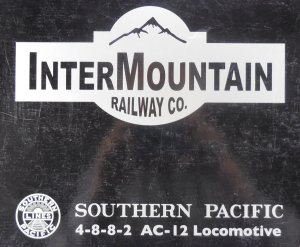 INTERMOUNTAIN
RAILWAY CO.
SOUTHERN
LINES
PACIFIC
SOUTHERN PACIFIC
4-8-8-2 AC-12 Locomotive